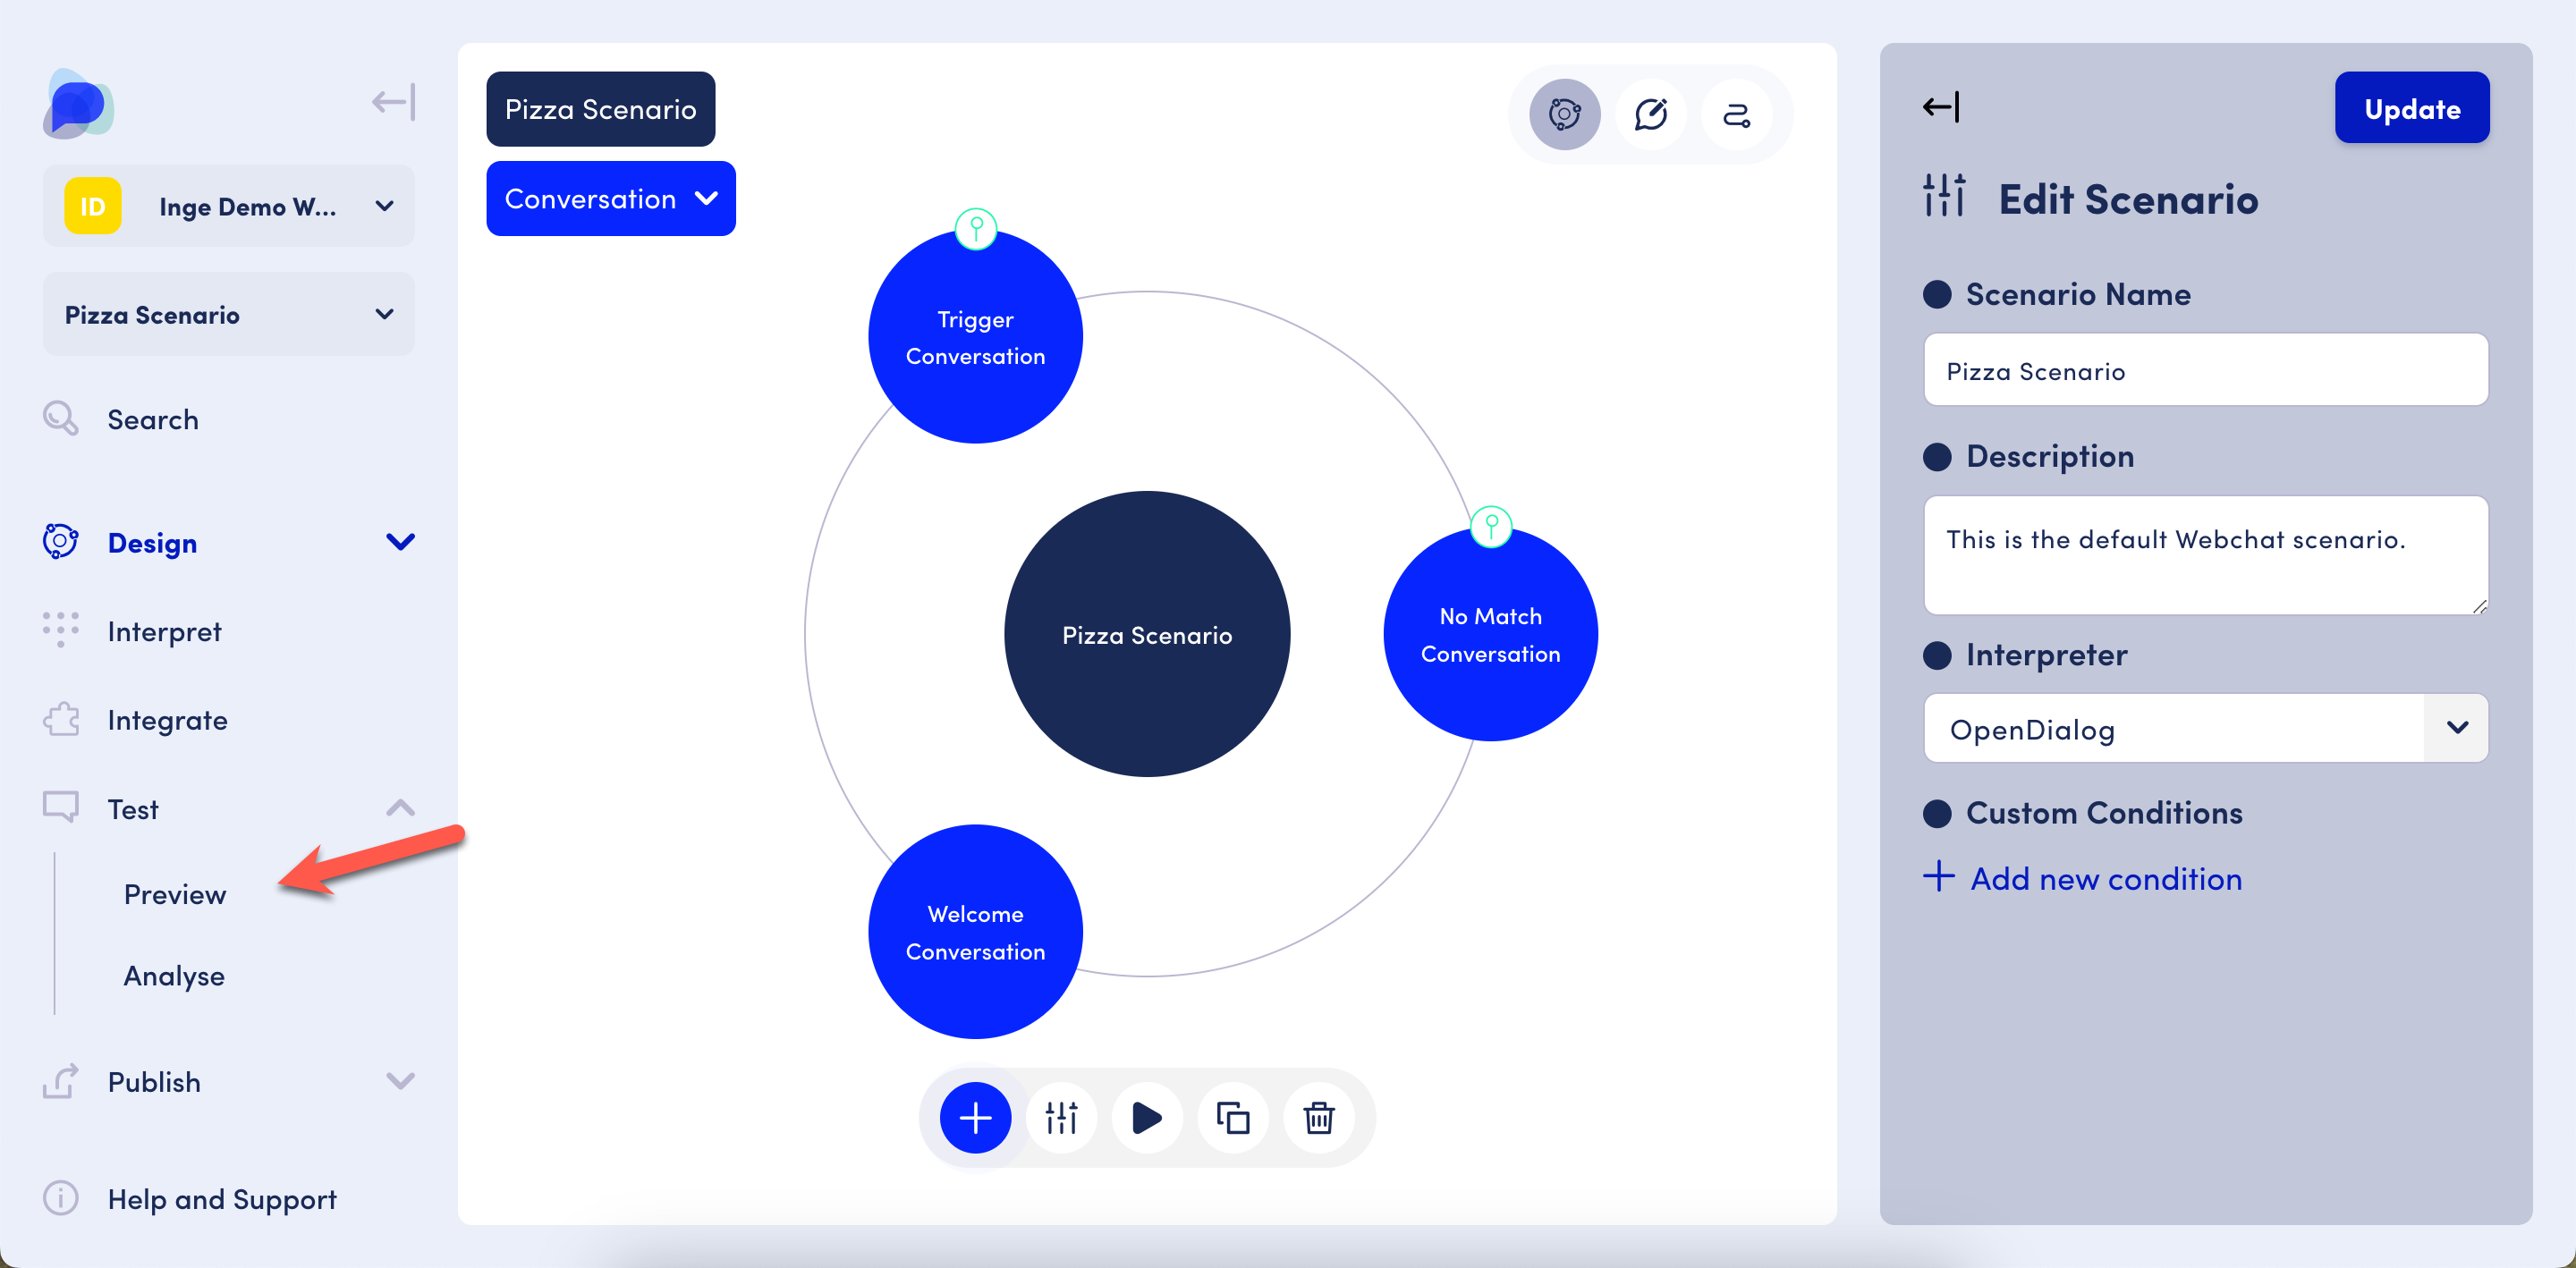 ID
Inge Demo W...
Pizza Scenario
Search
Design
Interpret
Integrate
Test
Preview
Analyse
Publish
Help and Support
Pizza Scenario
Conversation
Trigger
Conversation
Pizza Scenario
No Match
Conversation
Welcome
Conversation
Update
Edit Scenario
Scenario Name
Pizza Scenario
Description
This is the default Webchat scenario.
Interpreter
OpenDialog
Custom Conditions
Add new condition